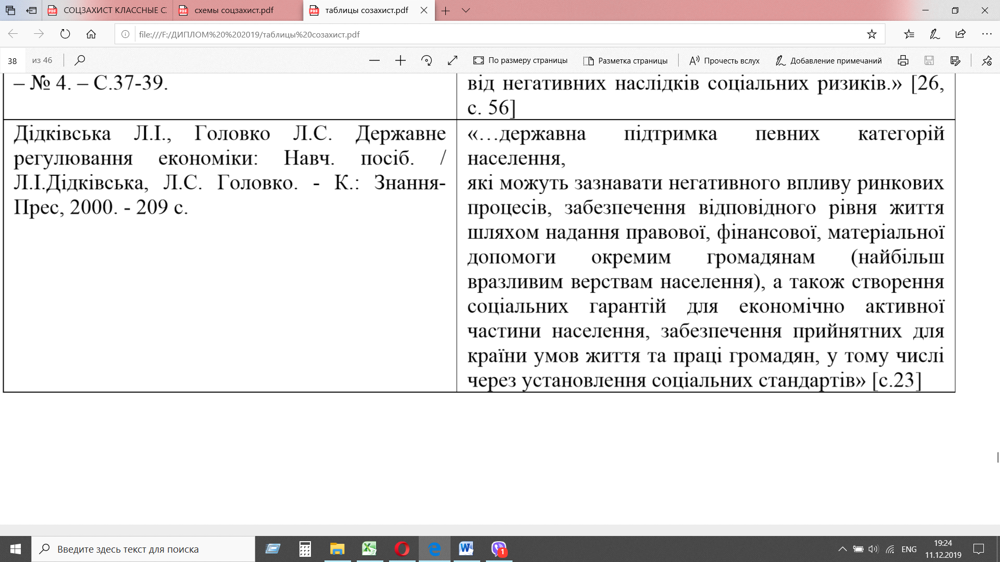 СОЦЗАХИСТ КЛАССНЫЕ СХ
схемы соцзахист.pdf
таблицы созахист.pdf
file:///F:/ДИПЛОМ%20%202019/таблицы%20созахист.pdf
38 из 46
По размеру страницы
Разметка страницы
Прочесть вслух
Добавление примечаний
– № 4. – С.37-39.
від негативних наслідків соціальних ризиків.» [26,
с. 56]
Дідківська Л.І., Головко Л.С. Державне
регулювання економіки: Навч. посіб. /
Л.І.Дідківська, Л.С. Головко. - К.: Знання-
Прес, 2000. - 209 с.
«…державна підтримка певних категорій
населення,
які можуть зазнавати негативного впливу ринкових
процесів, забезпечення відповідного рівня життя
шляхом надання правової, фінансової, матеріальної
допомоги окремим громадянам (найбільш
вразливим верствам населення), а також створення
соціальних гарантій для економічно активної
частини населення, забезпечення прийнятних для
країни умов життя та праці громадян, у тому числі
через установлення соціальних стандартів» [с.23]
Введите здесь текст для поиска
1
ENG
19:24
11.12.2019